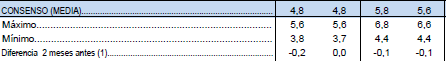 CONSENSO (MEDIA)........................................................ 4,8 4,8 5,8 5,6
Máximo........................................................................ 5,6 5,6 6,8 6,6
Mínimo......................................................................... 3,8 3,7 4,4 4,4
Diferencia 2 meses antes (1)......................................... -0,2 0,0 -0,1 -0,1